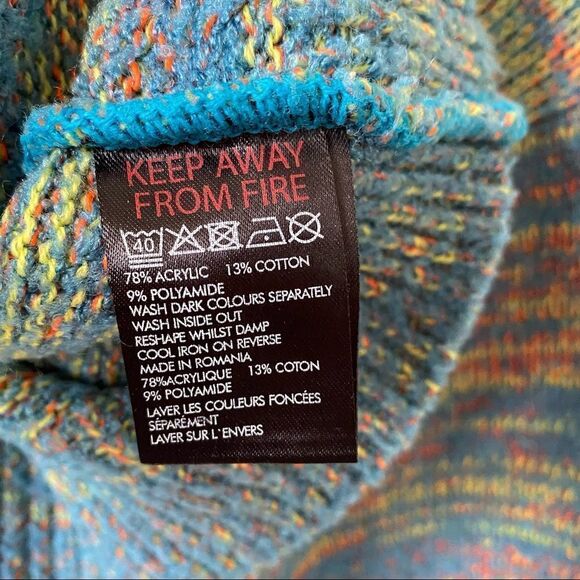 KEEP AWAY
FROM FIRE
40
78% ACRYLIC 13% COTTON
9% POLYAMIDE
WASH DARK COLOURS SEPARATELY
WASH INSIDE OUT
RESHAPE WHILST DAMP
COOL IRON ON REVERSE
MADE IN ROMANIA
78%ACRYLIQUE 13% COTON
9% POLYAMIDE
LAVER LES COULEURS FONCÉES
SÉPARÉMENT
LAVER SUR L'ENVERS